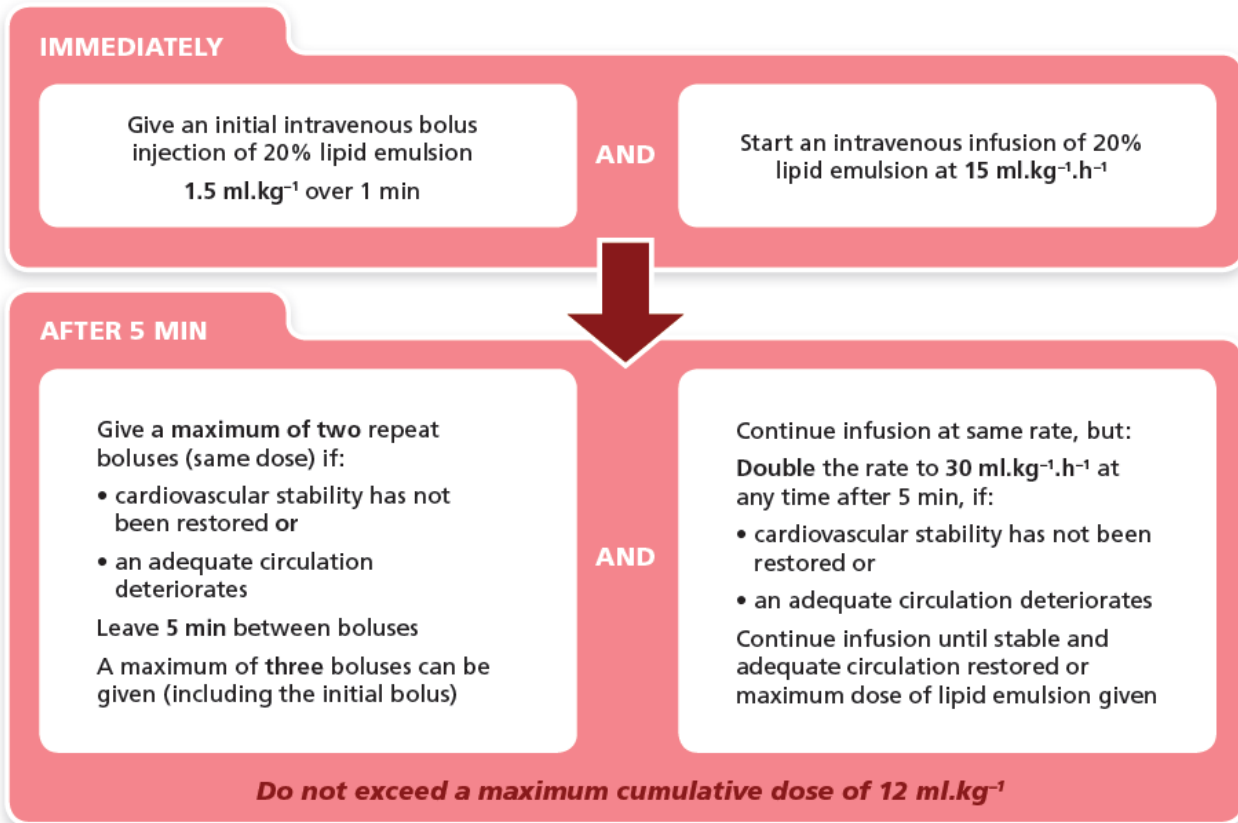 IMMEDIATELY
Give an initial intravenous bolus
injection of 20% lipid emulsion
1.5 ml.kg⁻¹ over 1 min
AND
Start an intravenous infusion of 20%
lipid emulsion at 15 ml.kg⁻¹.h⁻¹
AFTER 5 MIN
Give a maximum of two repeat
boluses (same dose) if:
• cardiovascular stability has not
been restored or
• an adequate circulation
deteriorates
Leave 5 min between boluses
A maximum of three boluses can be
given (including the initial bolus)
AND
Continue infusion at same rate, but:
Double the rate to 30 ml.kg⁻¹.h⁻¹ at
any time after 5 min, if:
• cardiovascular stability has not been
restored or
• an adequate circulation deteriorates
Continue infusion until stable and
adequate circulation restored or
maximum dose of lipid emulsion given
Do not exceed a maximum cumulative dose of 12 ml.kg⁻¹